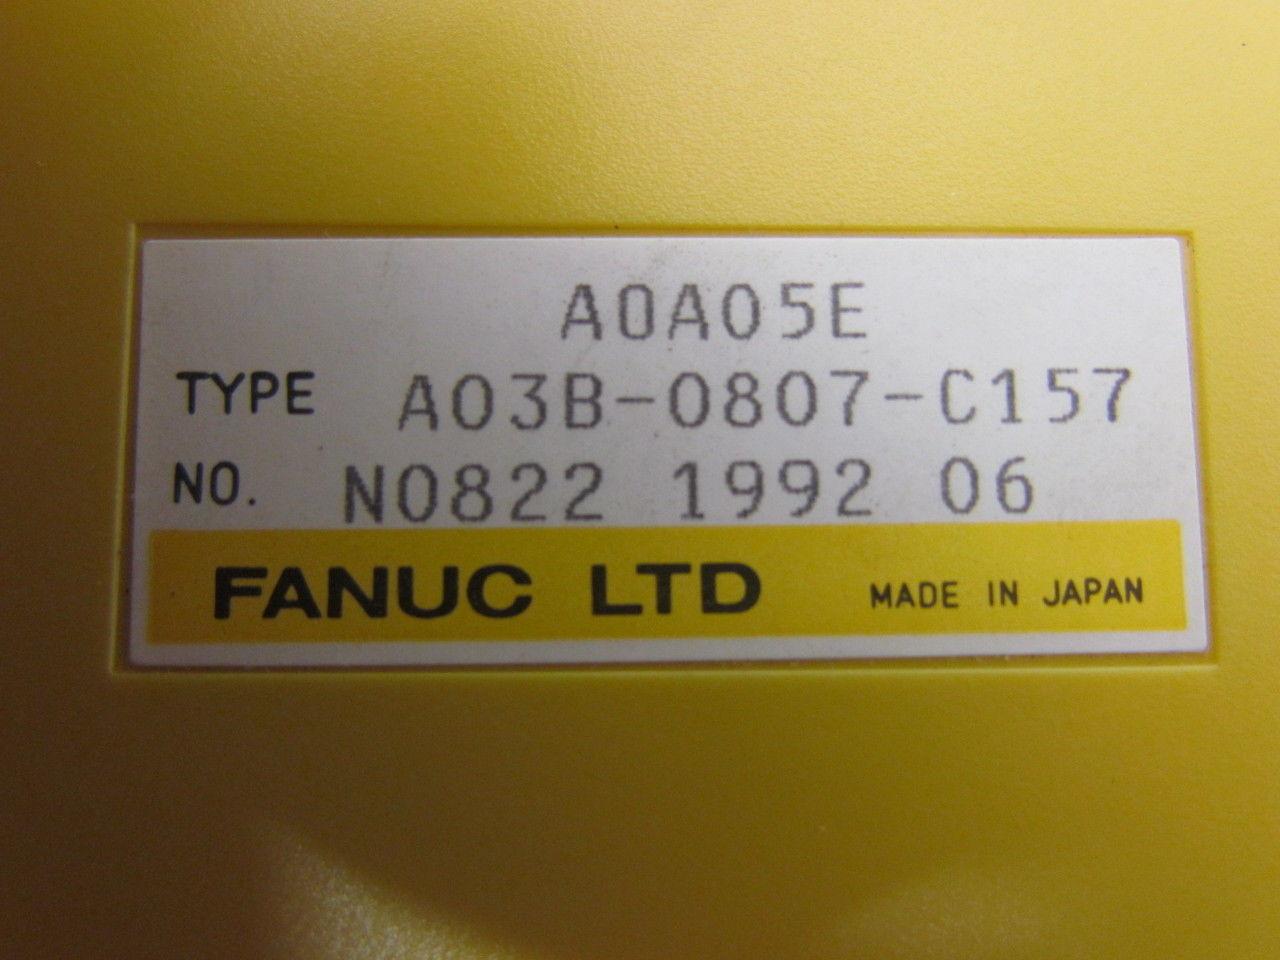 A0A05E
TYPE A03B-0807-C157
NO. N0822 1992 06
FANUC LTD MADE IN JAPAN